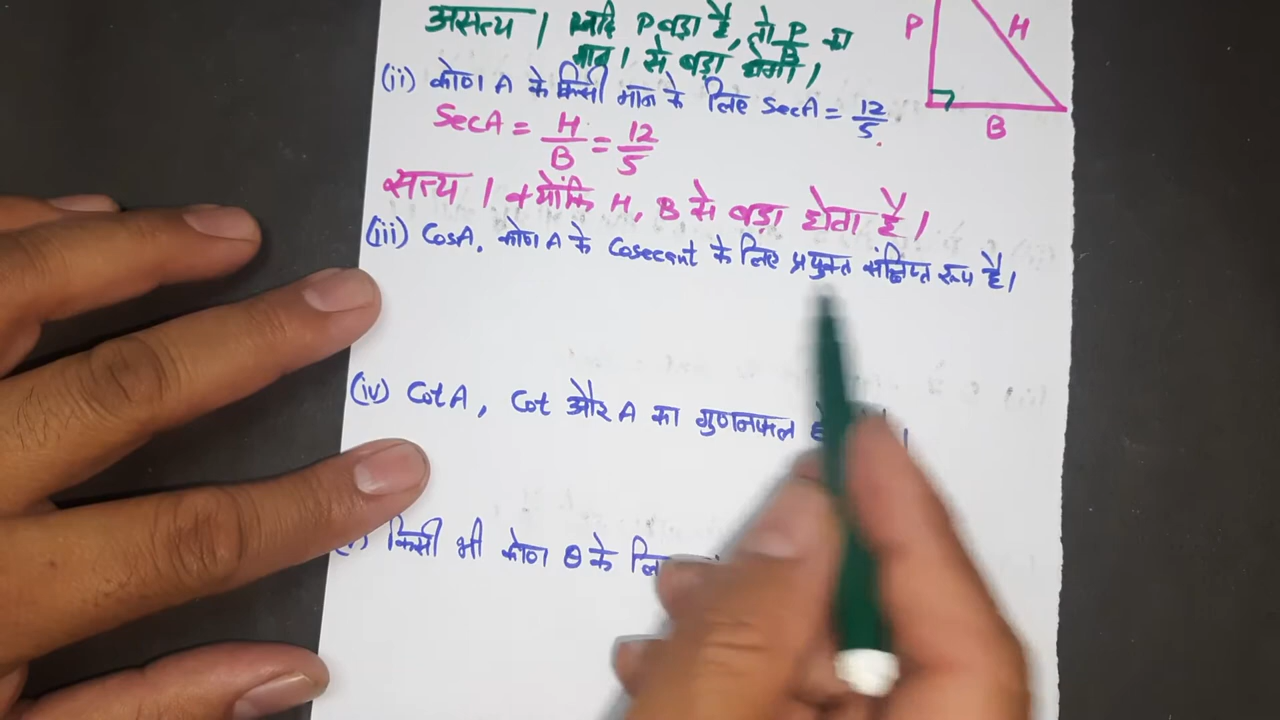 असत्य । यदि P बड़ा है, तो P/B का
मान 1 से बड़ा होगा।
P
H
B
(ii) कोण A के किसी मान के लिए SecA = 12/5.
SecA = H/B = 12/5
सत्य । क्योंकि H, B से बड़ा होता है।
(iii) CosA, कोण A के Cosecant के लिए प्रयुक्त संक्षिप्त रूप है।
(iv) Cot A, Cot और A का गुणनफल
किसी भी कोण θ के